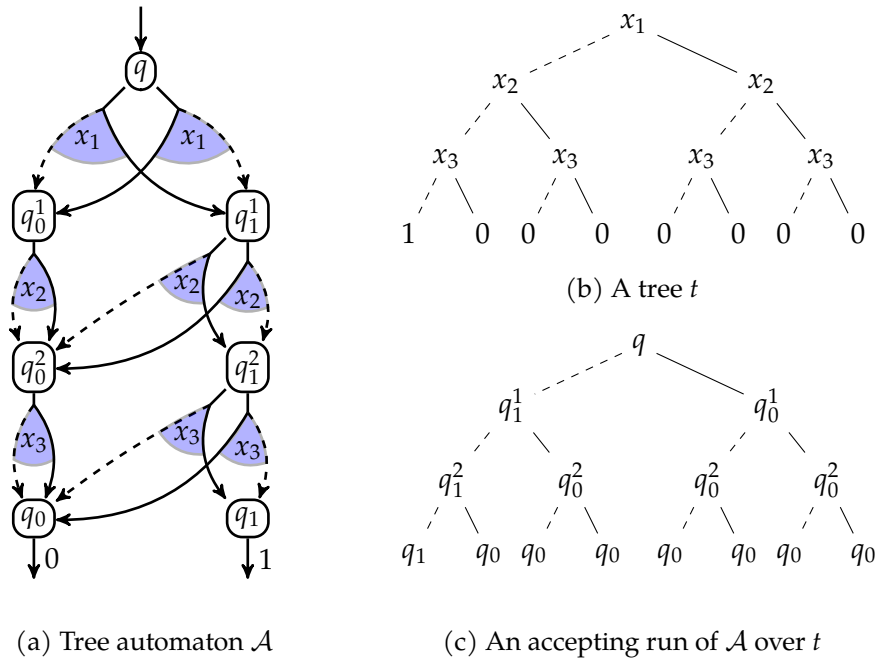 q
x₁ x₁
q₀¹ q₁¹
x₂ x₂ x₂
q₀² q₁²
x₃ x₃ x₃
q₀ q₁
0 1
(a) Tree automaton 𝒜
x₁
x₂ x₂
x₃ x₃ x₃ x₃
1 0 0 0 0 0 0 0
(b) A tree t
q
q₁¹ q₀¹
q₁² q₀² q₀² q₀²
q₁ q₀ q₀ q₀ q₀ q₀ q₀ q₀
(c) An accepting run of 𝒜 over t